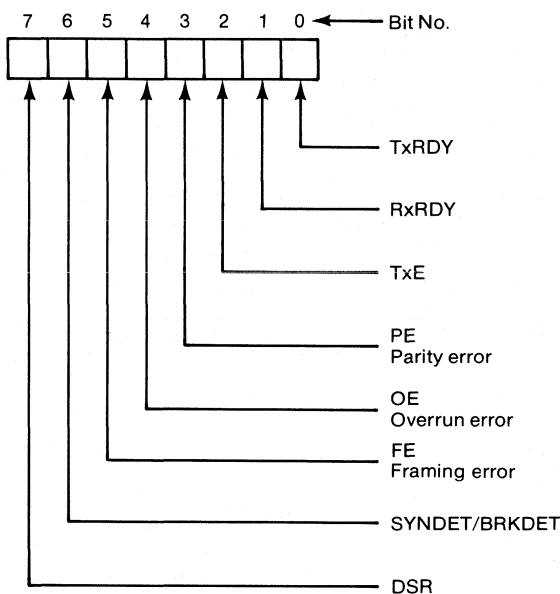 7 6 5 4 3 2 1 0 Bit No.
TxRDY
RxRDY
TxE
PE
Parity error
OE
Overrun error
FE
Framing error
SYNDET/BRKDET
DSR